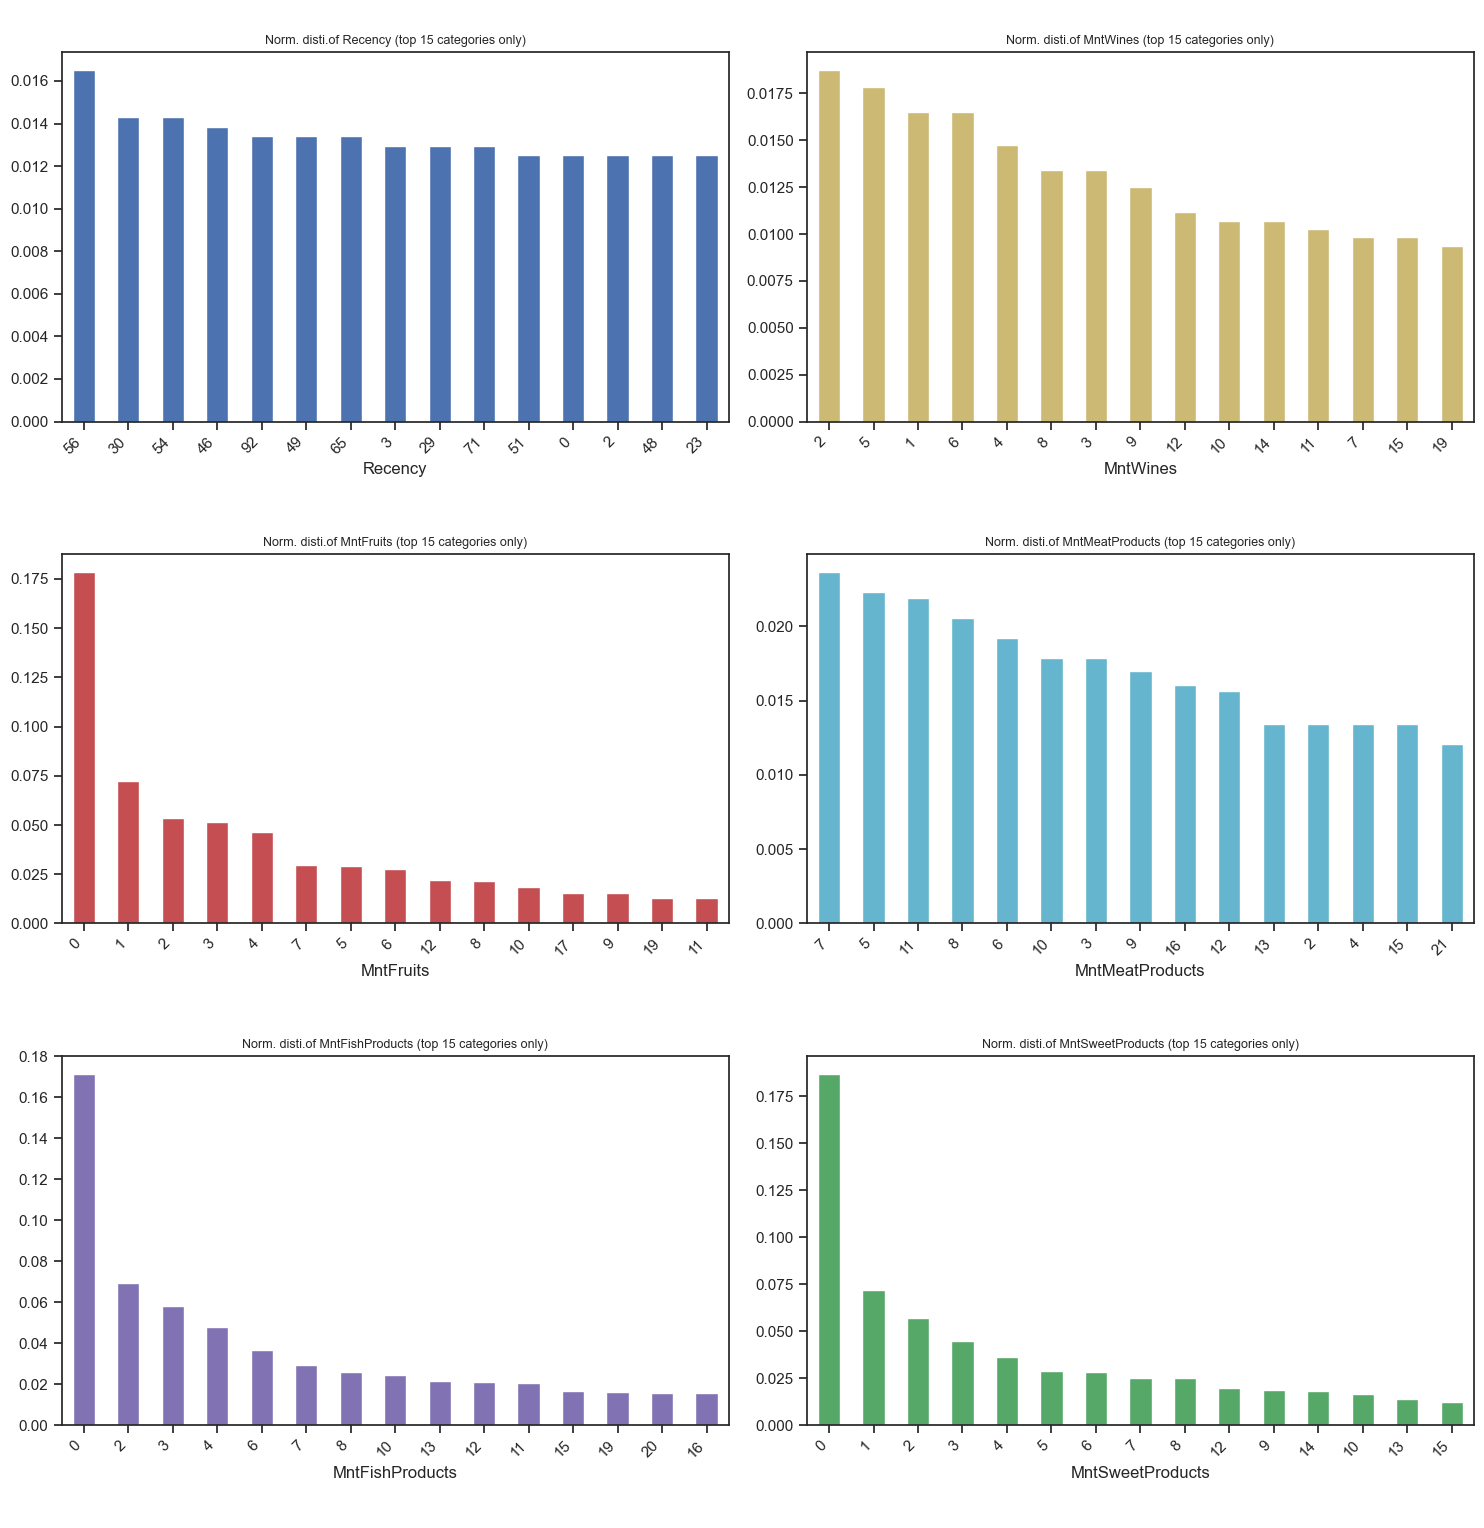 Norm. disti.of Recency (top 15 categories only)
0.016
0.014
0.012
0.010
0.008
0.006
0.004
0.002
0.000
56 30 54 46 92 49 65 3 29 71 51 0 2 48 23
Recency
Norm. disti.of MntWines (top 15 categories only)
0.0175
0.0150
0.0125
0.0100
0.0075
0.0050
0.0025
0.0000
2 5 1 6 4 8 3 9 12 10 14 11 7 15 19
MntWines
Norm. disti.of MntFruits (top 15 categories only)
0.175
0.150
0.125
0.100
0.075
0.050
0.025
0.000
0 1 2 3 4 7 5 6 12 8 10 17 9 19 11
MntFruits
Norm. disti.of MntMeatProducts (top 15 categories only)
0.020
0.015
0.010
0.005
0.000
7 5 11 8 6 10 3 9 16 12 13 2 4 15 21
MntMeatProducts
Norm. disti.of MntFishProducts (top 15 categories only)
0.18
0.16
0.14
0.12
0.10
0.08
0.06
0.04
0.02
0.00
0 2 3 4 6 7 8 10 13 12 11 15 19 20 16
MntFishProducts
Norm. disti.of MntSweetProducts (top 15 categories only)
0.175
0.150
0.125
0.100
0.075
0.050
0.025
0.000
0 1 2 3 4 5 6 7 8 12 9 14 10 13 15
MntSweetProducts